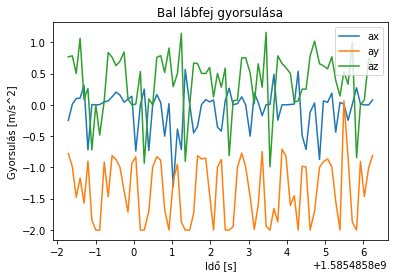 Bal lábfej gyorsulása
ax
ay
az
Gyorsulás [m/s^2]
1.0
0.5
0.0
−0.5
−1.0
−1.5
−2.0
−2
−1
0
1
2
3
4
5
6
Idő [s]
+1.5854858e9